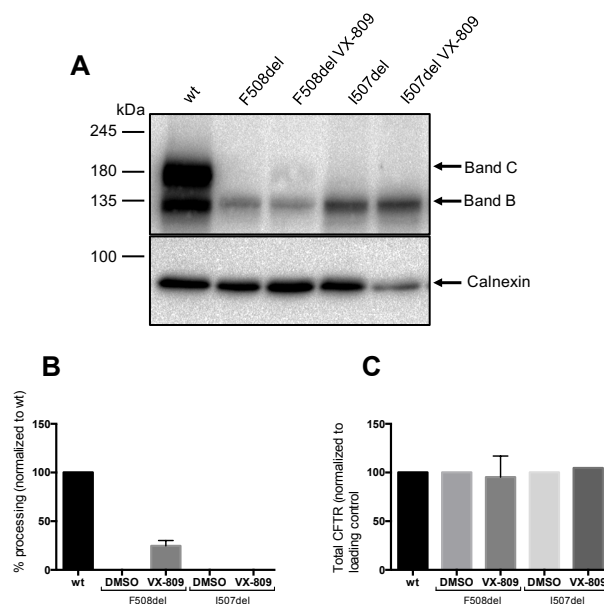 A
wt
F508del
F508del VX-809
I507del
I507del VX-809
kDa
245
180
135
100
Band C
Band B
Calnexin
B
% processing (normalized to wt)
150
100
50
0
wt
DMSO VX-809 DMSO VX-809
F508del I507del
C
Total CFTR (normalized to
loading control
150
100
50
0
wt
DMSO VX-809 DMSO VX-809
F508del I507del